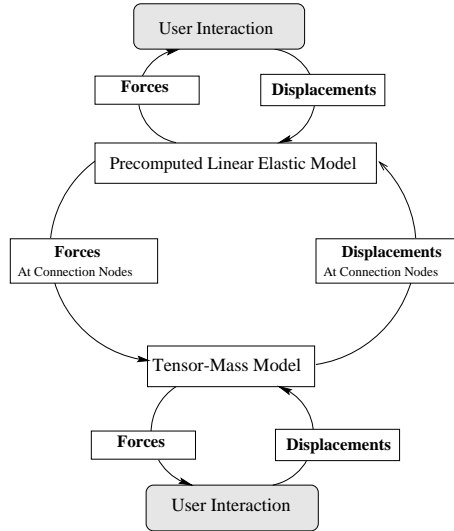 User Interaction
Forces
Displacements
Precomputed Linear Elastic Model
Forces
At Connection Nodes
Displacements
At Connection Nodes
Tensor-Mass Model
Forces
Displacements
User Interaction